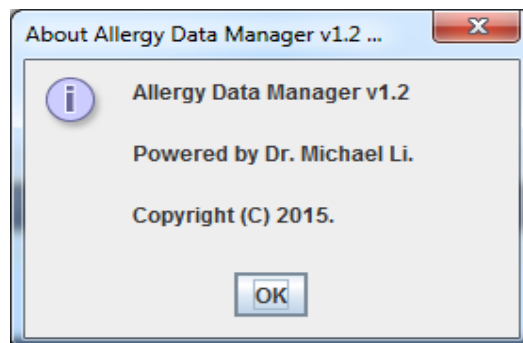 About Allergy Data Manager v1.2 ...
Allergy Data Manager v1.2
Powered by Dr. Michael Li.
Copyright (C) 2015.
OK